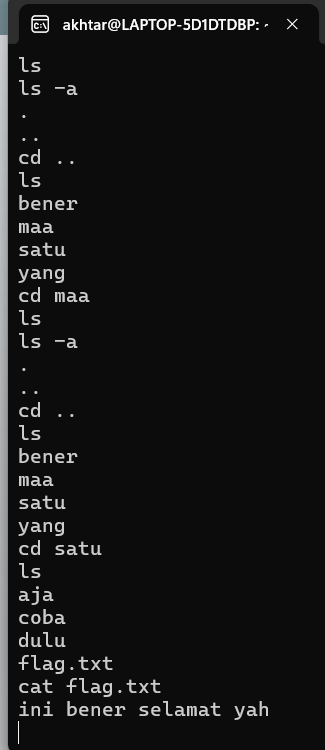 akhtar@LAPTOP-5D1DTDBP: ~
ls
ls -a
.
..
cd ..
ls
bener
maa
satu
yang
cd maa
ls
ls -a
.
..
cd ..
ls
bener
maa
satu
yang
cd satu
ls
aja
coba
dulu
flag.txt
cat flag.txt
ini bener selamat yah